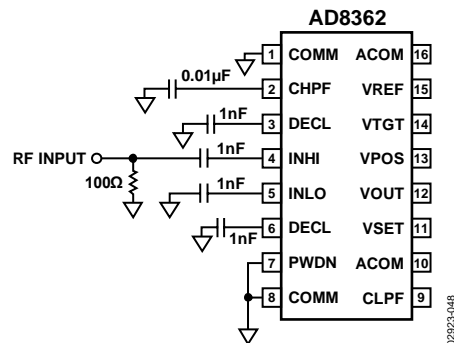 AD8362
1 COMM ACOM 16
0.01µF
2 CHPF VREF 15
1nF
3 DECL VTGT 14
1nF
RF INPUT 4 INHI VPOS 13
100Ω
1nF
5 INLO VOUT 12
6 DECL VSET 11
1nF
7 PWDN ACOM 10
8 COMM CLPF 9
02923-048